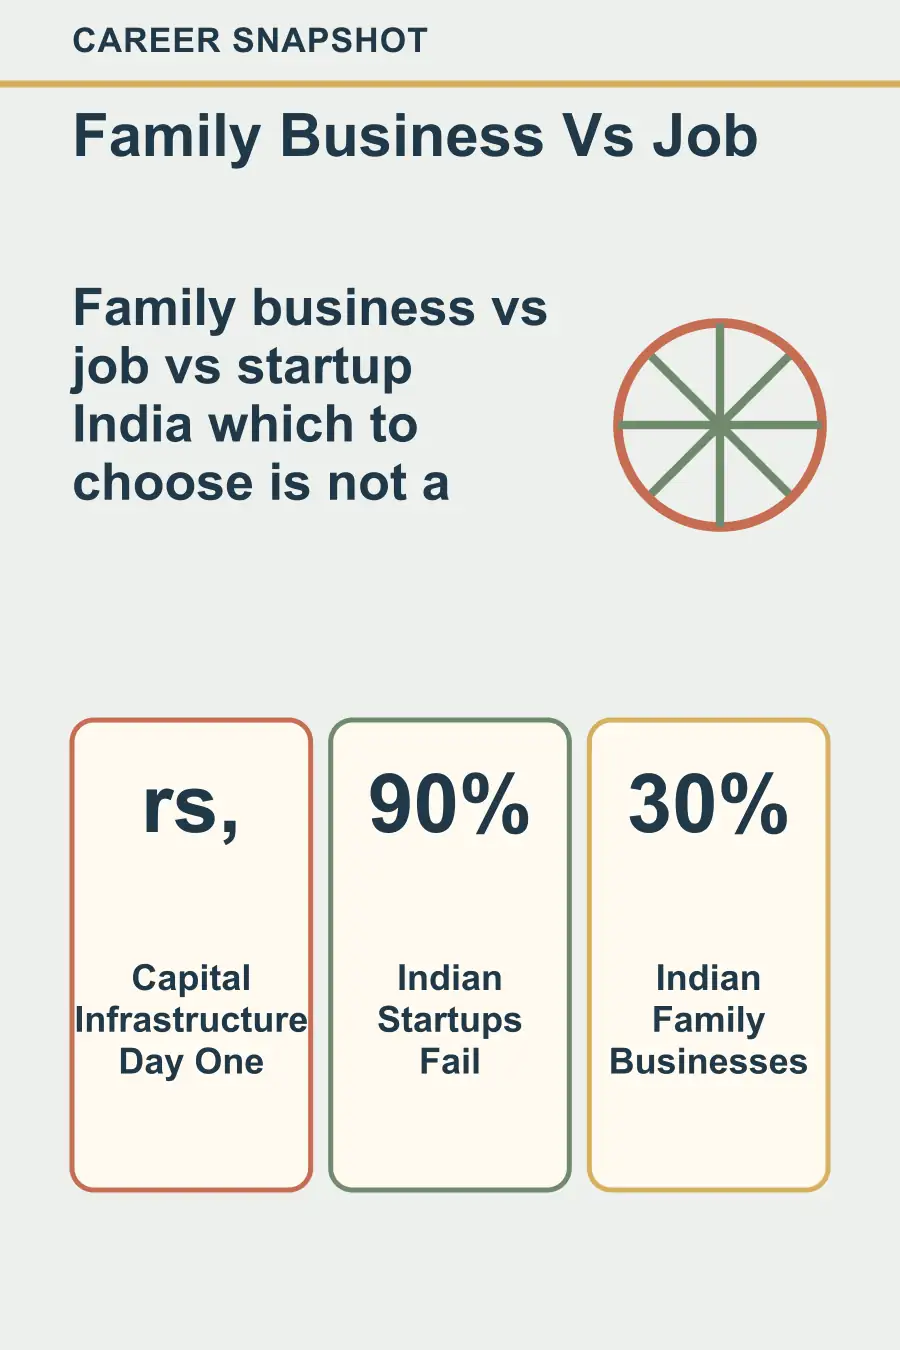 CAREER SNAPSHOT
Family Business Vs Job
Family business vs
job vs startup
India which to
choose is not a
rs,
Capital
Infrastructure
Day One
90%
Indian
Startups
Fail
30%
Indian
Family
Businesses